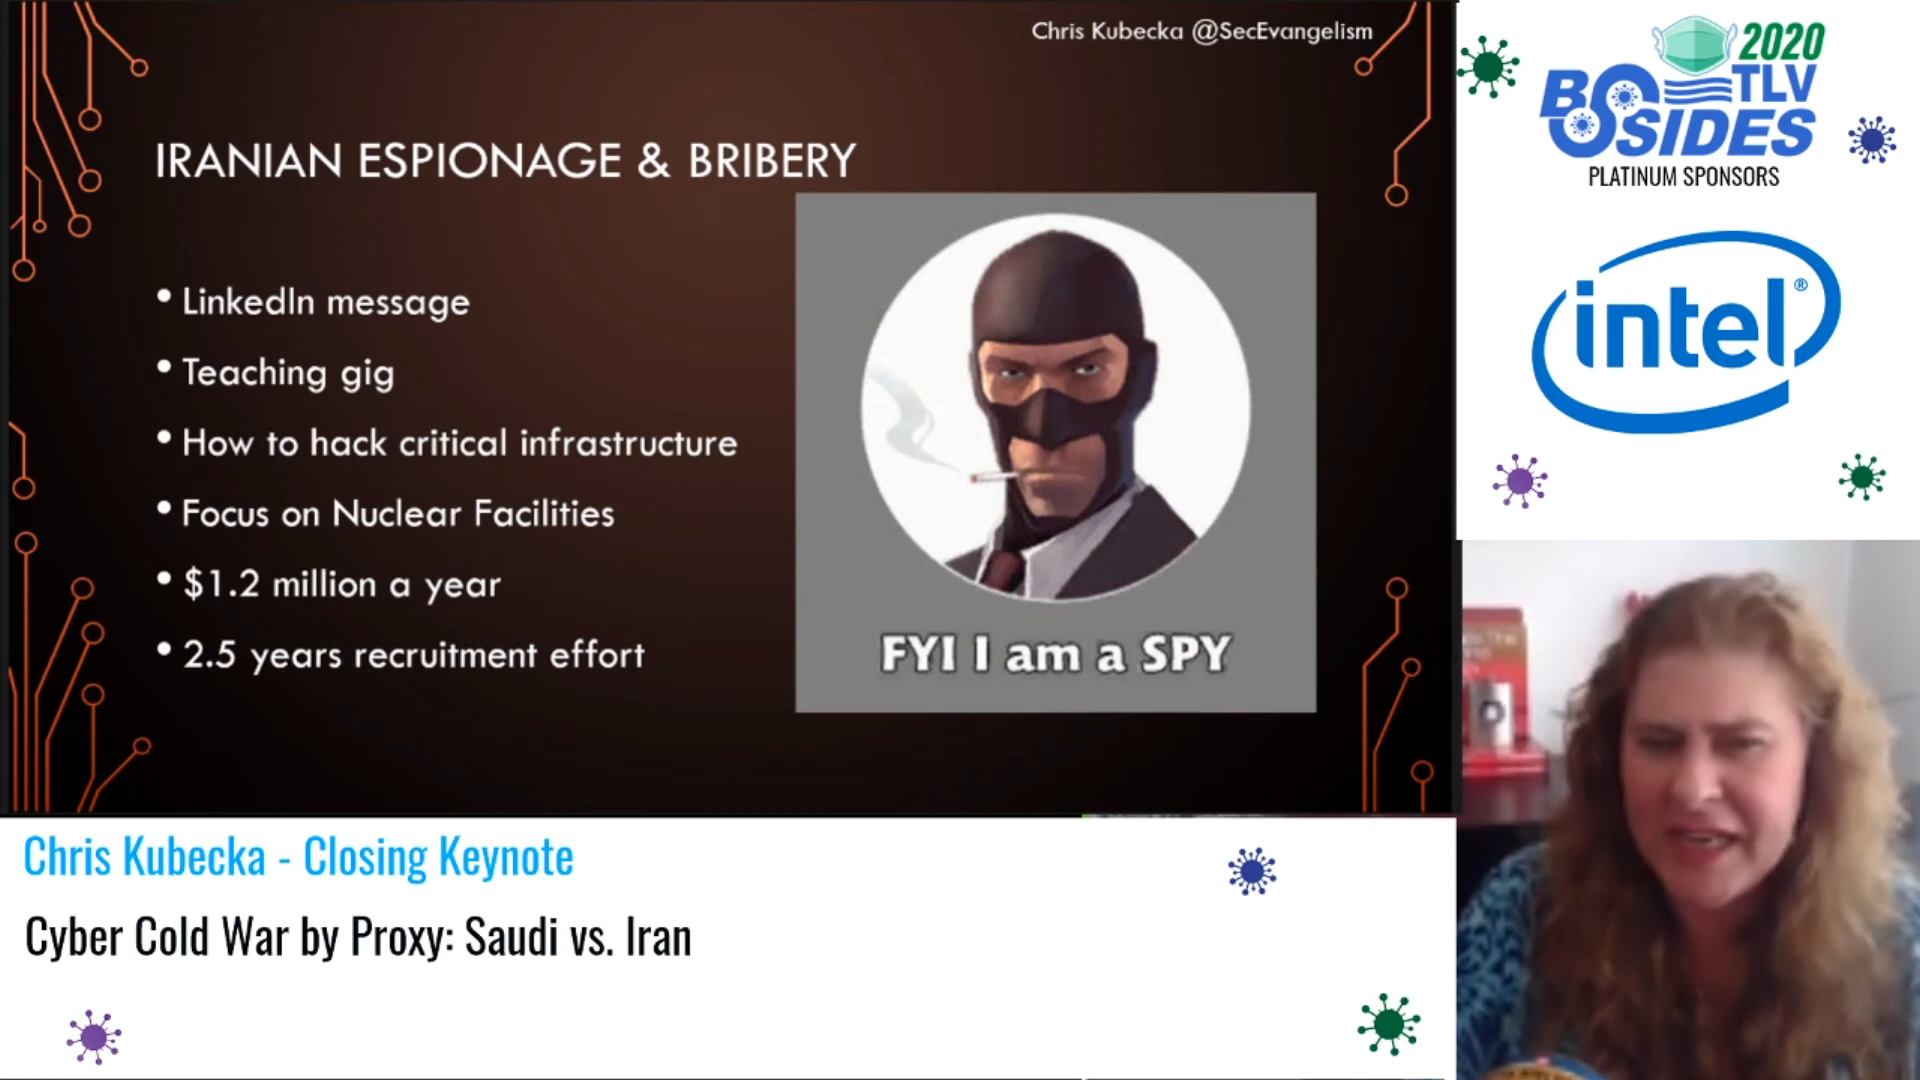 Chris Kubecka @SecEvangelism
IRANIAN ESPIONAGE & BRIBERY
• LinkedIn message
• Teaching gig
• How to hack critical infrastructure
• Focus on Nuclear Facilities
• $1.2 million a year
• 2.5 years recruitment effort
FYI I am a SPY
2020
BSIDES
TLV
PLATINUM SPONSORS
intel®
Chris Kubecka - Closing Keynote
Cyber Cold War by Proxy: Saudi vs. Iran